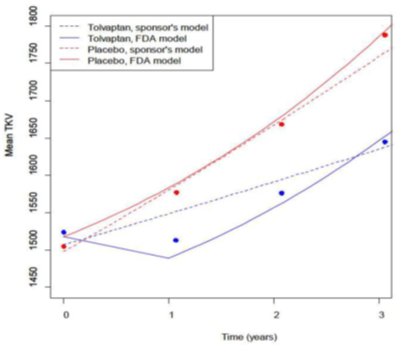 Tolvaptan, sponsor's model
Tolvaptan, FDA model
Placebo, sponsor's model
Placebo, FDA model
Mean TKV
1800
1750
1700
1650
1600
1550
1500
1450
0 1 2 3
Time (years)